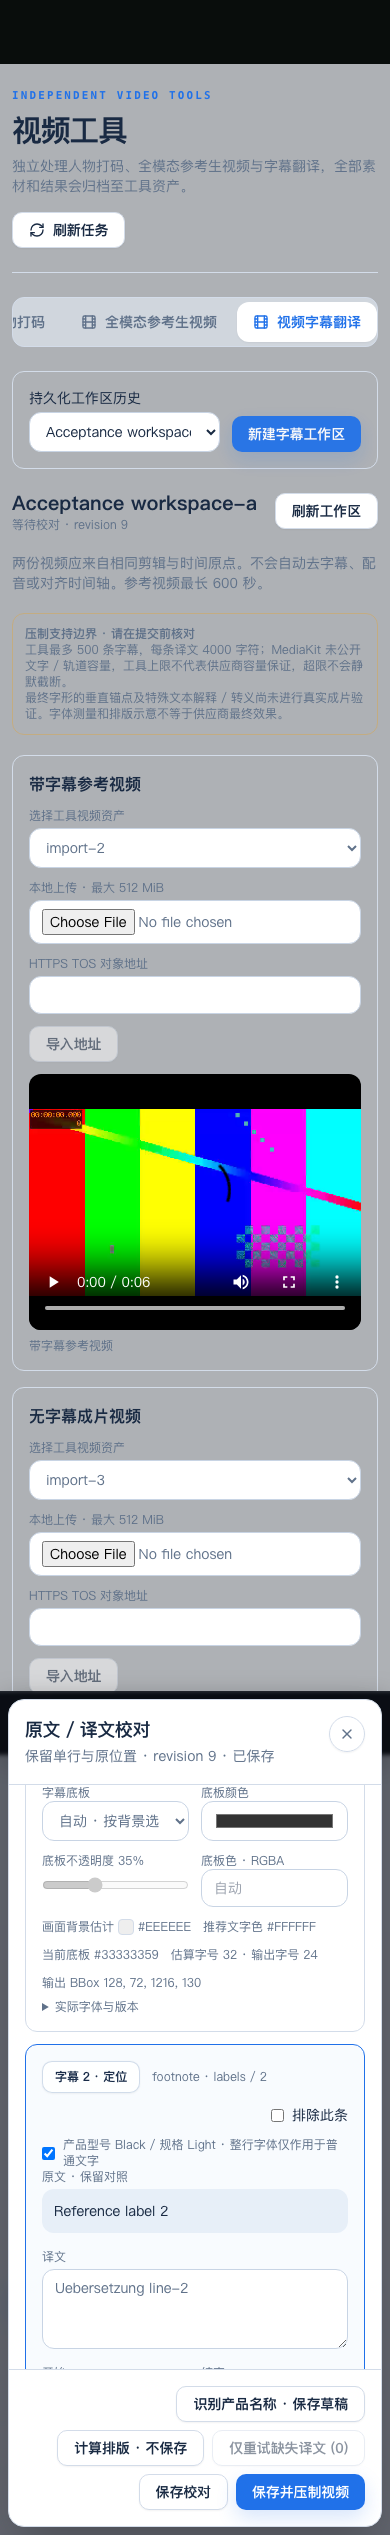 INDEPENDENT VIDEO TOOLS
视频工具
独立处理人物打码、全模态参考生视频与字幕翻译，全部素
材和结果会归档至工具资产。
刷新任务
打码
全模态参考生视频
视频字幕翻译
持久化工作区历史
Acceptance workspac
新建字幕工作区
Acceptance workspace-a
等待校对 · revision 9
刷新工作区
两份视频应来自相同剪辑与时间原点。不会自动去字幕、配
音或对齐时间轴。参考视频最长 600 秒。
压制支持边界 · 请在提交前核对
工具最多 500 条字幕，每条译文 4000 字符；MediaKit 未公开
文字 / 轨道容量，工具上限不代表供应商容量保证，超限不会静
默截断。
最终字形的垂直锚点及特殊文本解释 / 转义尚未进行真实成片验
证。字体测量和排版示意不等于供应商最终效果。
带字幕参考视频
选择工具视频资产
import-2
本地上传 · 最大 512 MiB
Choose File No file chosen
HTTPS TOS 对象地址
导入地址
00:00:00.000
0
0:00 / 0:06
带字幕参考视频
无字幕成片视频
选择工具视频资产
import-3
本地上传 · 最大 512 MiB
Choose File No file chosen
HTTPS TOS 对象地址
导入地址
原文 / 译文校对
保留单行与原位置 · revision 9 · 已保存
字幕底板
底板颜色
自动 · 按背景选
底板不透明度 35%
底板色 · RGBA
自动
画面背景估计 #EEEEEE 推荐文字色 #FFFFFF
当前底板 #33333359 估算字号 32 · 输出字号 24
输出 BBox 128, 72, 1216, 130
实际字体与版本
字幕 2 · 定位
footnote · labels / 2
排除此条
产品型号 Black / 规格 Light · 整行字体仅作用于普
通文字
原文 · 保留对照
Reference label 2
译文
Uebersetzung line-2
识别产品名称 · 保存草稿
计算排版 · 不保存
仅重试缺失译文 (0)
保存校对
保存并压制视频